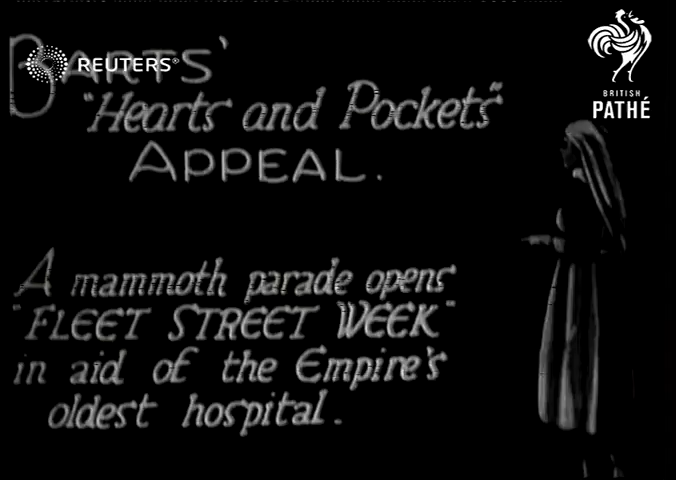 BARTS'
"Hearts and Pockets"
APPEAL.
A mammoth parade opens
"FLEET STREET WEEK"
in aid of the Empire's
oldest hospital.
REUTERS
BRITISH
PATHÉ